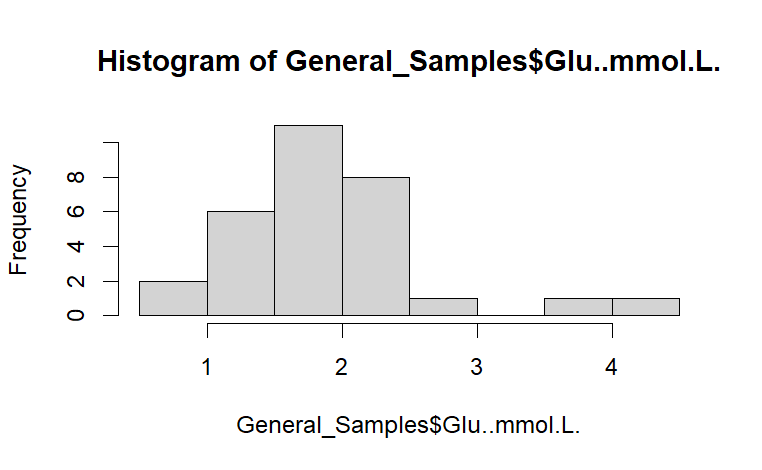 Histogram of General_Samples$Glu..mmol.L.
Frequency
8
6
4
2
0
1 2 3 4
General_Samples$Glu..mmol.L.